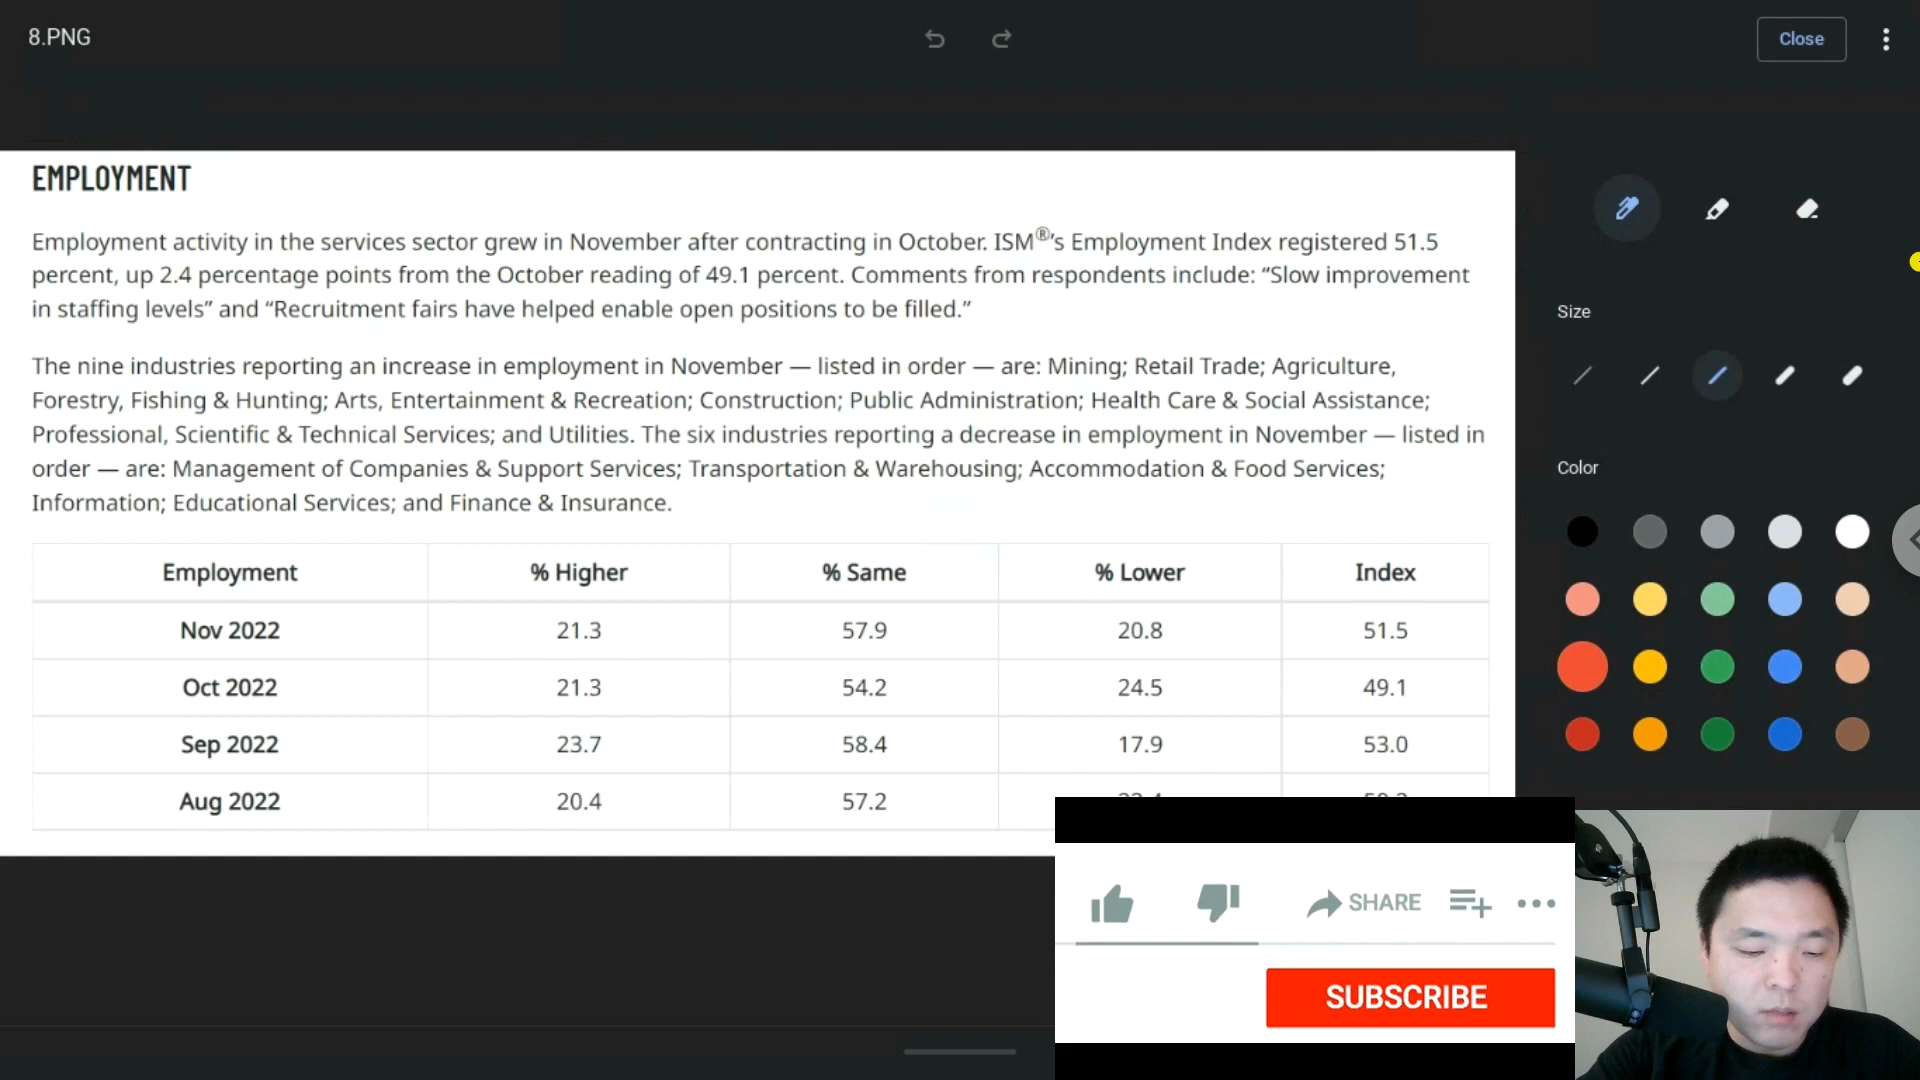 8.PNG
Close
EMPLOYMENT
Employment activity in the services sector grew in November after contracting in October. ISM®'s Employment Index registered 51.5
percent, up 2.4 percentage points from the October reading of 49.1 percent. Comments from respondents include: “Slow improvement
in staffing levels” and “Recruitment fairs have helped enable open positions to be filled.”
The nine industries reporting an increase in employment in November — listed in order — are: Mining; Retail Trade; Agriculture,
Forestry, Fishing & Hunting; Arts, Entertainment & Recreation; Construction; Public Administration; Health Care & Social Assistance;
Professional, Scientific & Technical Services; and Utilities. The six industries reporting a decrease in employment in November — listed in
order — are: Management of Companies & Support Services; Transportation & Warehousing; Accommodation & Food Services;
Information; Educational Services; and Finance & Insurance.
Employment % Higher % Same % Lower Index
Nov 2022 21.3 57.9 20.8 51.5
Oct 2022 21.3 54.2 24.5 49.1
Sep 2022 23.7 58.4 17.9 53.0
Aug 2022 20.4 57.2
Size
Color
SHARE
SUBSCRIBE